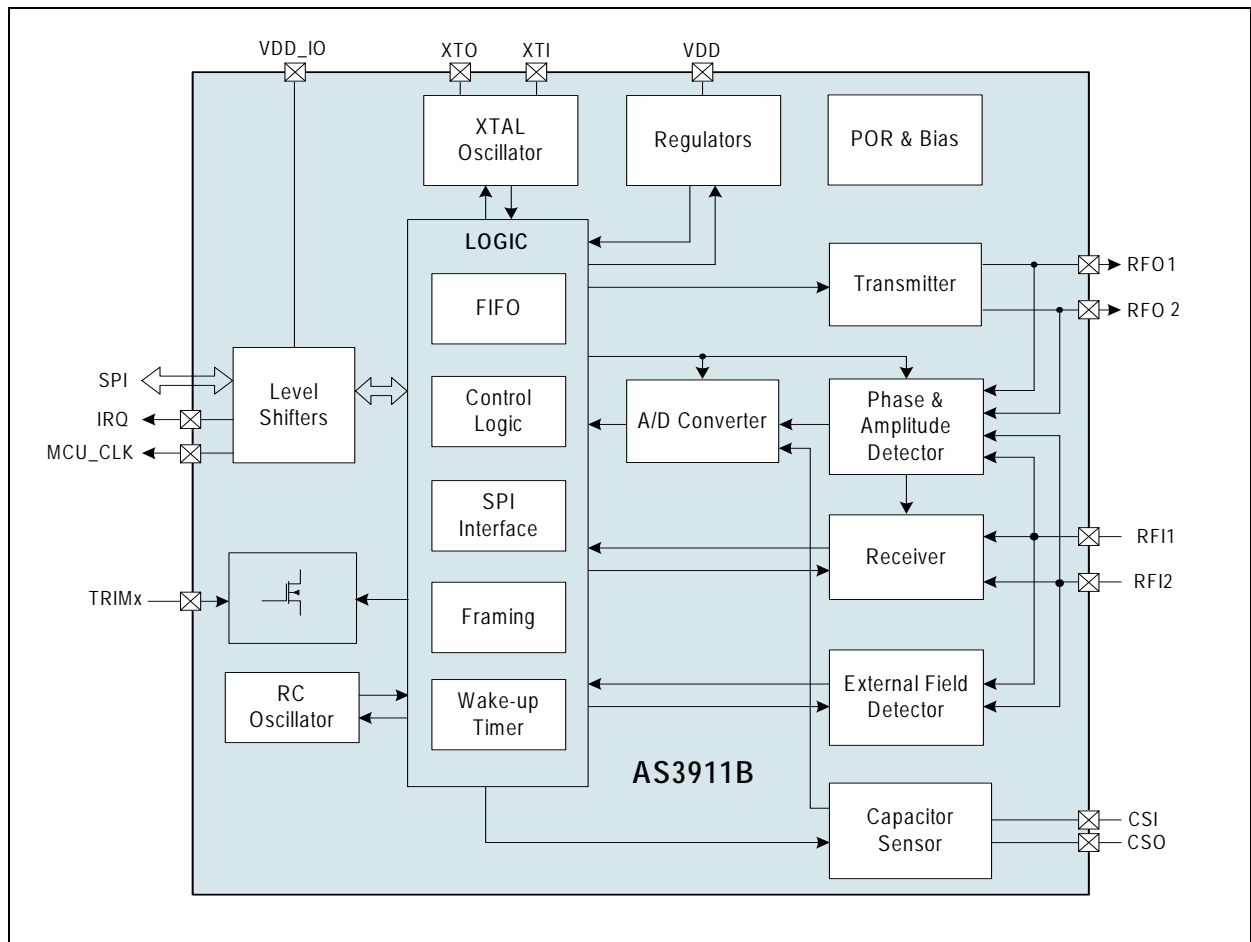 VDD_IO
XTO
XTI
VDD
XTAL
Oscillator
Regulators
POR & Bias
LOGIC
FIFO
Control
Logic
SPI
Interface
Framing
Wake-up
Timer
Transmitter
RFO1
RFO 2
SPI
IRQ
MCU_CLK
Level
Shifters
A/D Converter
Phase &
Amplitude
Detector
Receiver
RFI1
RFI2
TRIMx
RC
Oscillator
External Field
Detector
AS3911B
Capacitor
Sensor
CSI
CSO